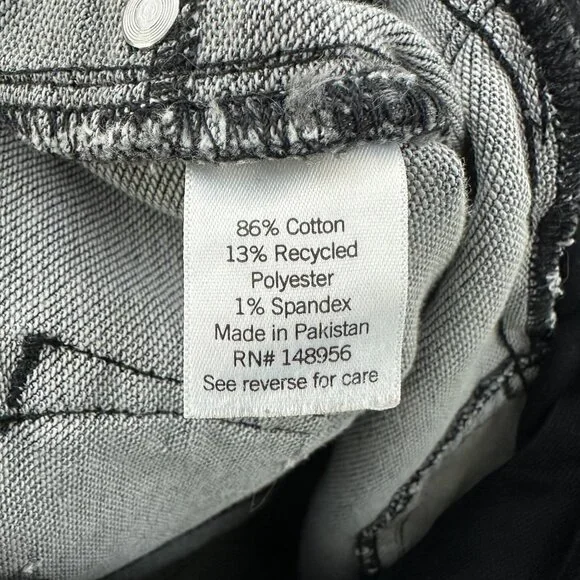 86% Cotton
13% Recycled
Polyester
1% Spandex
Made in Pakistan
RN# 148956
See reverse for care